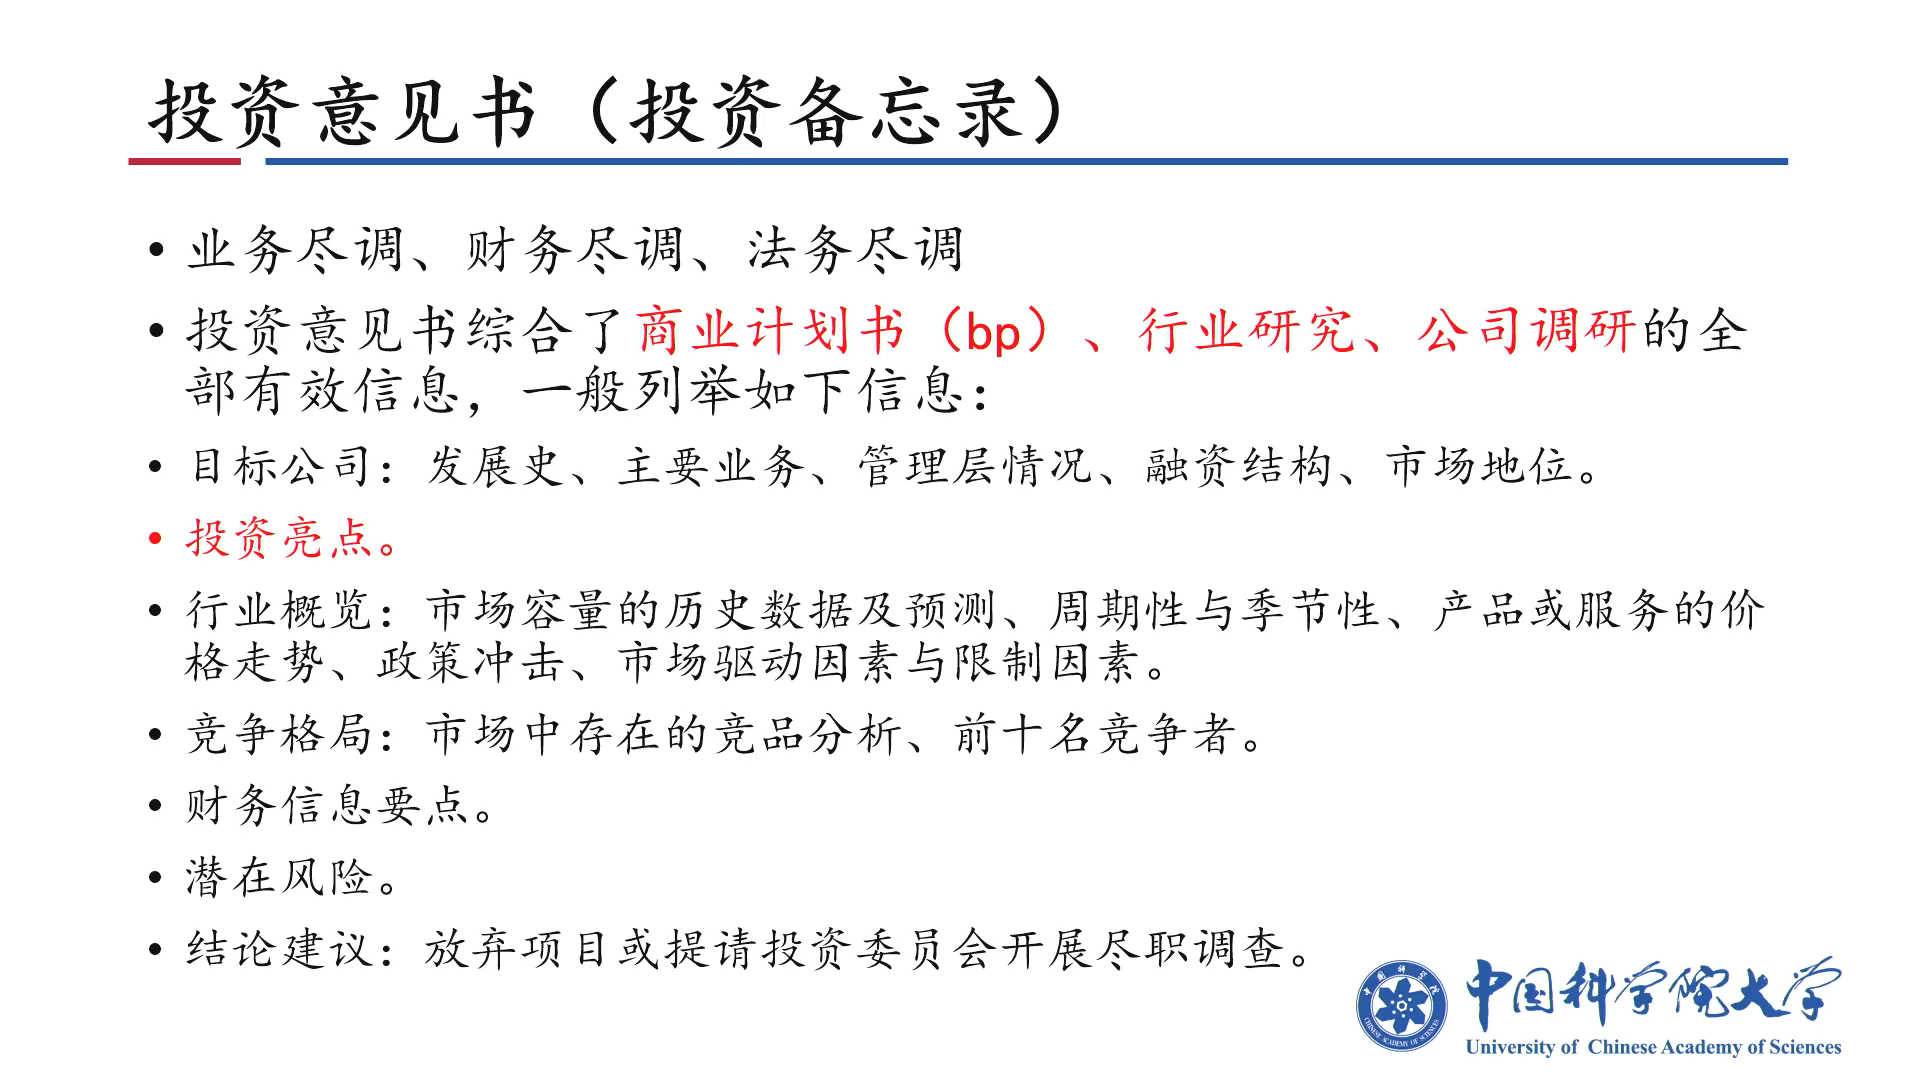 投资意见书（投资备忘录）
• 业务尽调、财务尽调、法务尽调
• 投资意见书综合了商业计划书（bp）、行业研究、公司调研的全
部有效信息，一般列举如下信息：
• 目标公司：发展史、主要业务、管理层情况、融资结构、市场地位。
• 投资亮点。
• 行业概览：市场容量的历史数据及预测、周期性与季节性、产品或服务的价
格走势、政策冲击、市场驱动因素与限制因素。
• 竞争格局：市场中存在的竞品分析、前十名竞争者。
• 财务信息要点。
• 潜在风险。
• 结论建议：放弃项目或提请投资委员会开展尽职调查。
中国科学院
CHINESE ACADEMY OF SCIENCES
中国科学院大学
University of Chinese Academy of Sciences